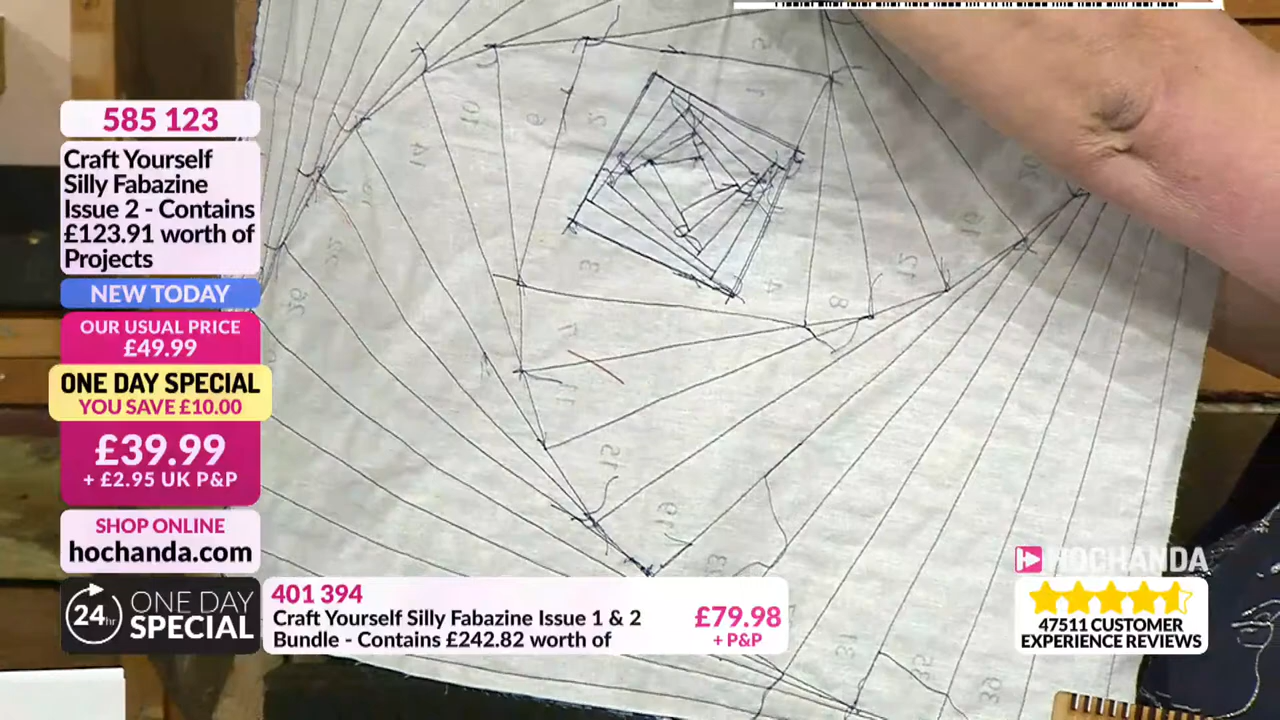 585 123
Craft Yourself
Silly Fabazine
Issue 2 - Contains
£123.91 worth of
Projects
NEW TODAY
OUR USUAL PRICE
£49.99
ONE DAY SPECIAL
YOU SAVE £10.00
£39.99
+ £2.95 UK P&P
SHOP ONLINE
hochanda.com
24hr
ONE DAY
SPECIAL
401 394
Craft Yourself Silly Fabazine Issue 1 & 2
Bundle - Contains £242.82 worth of
£79.98
+ P&P
HOCHANDA
47511 CUSTOMER
EXPERIENCE REVIEWS